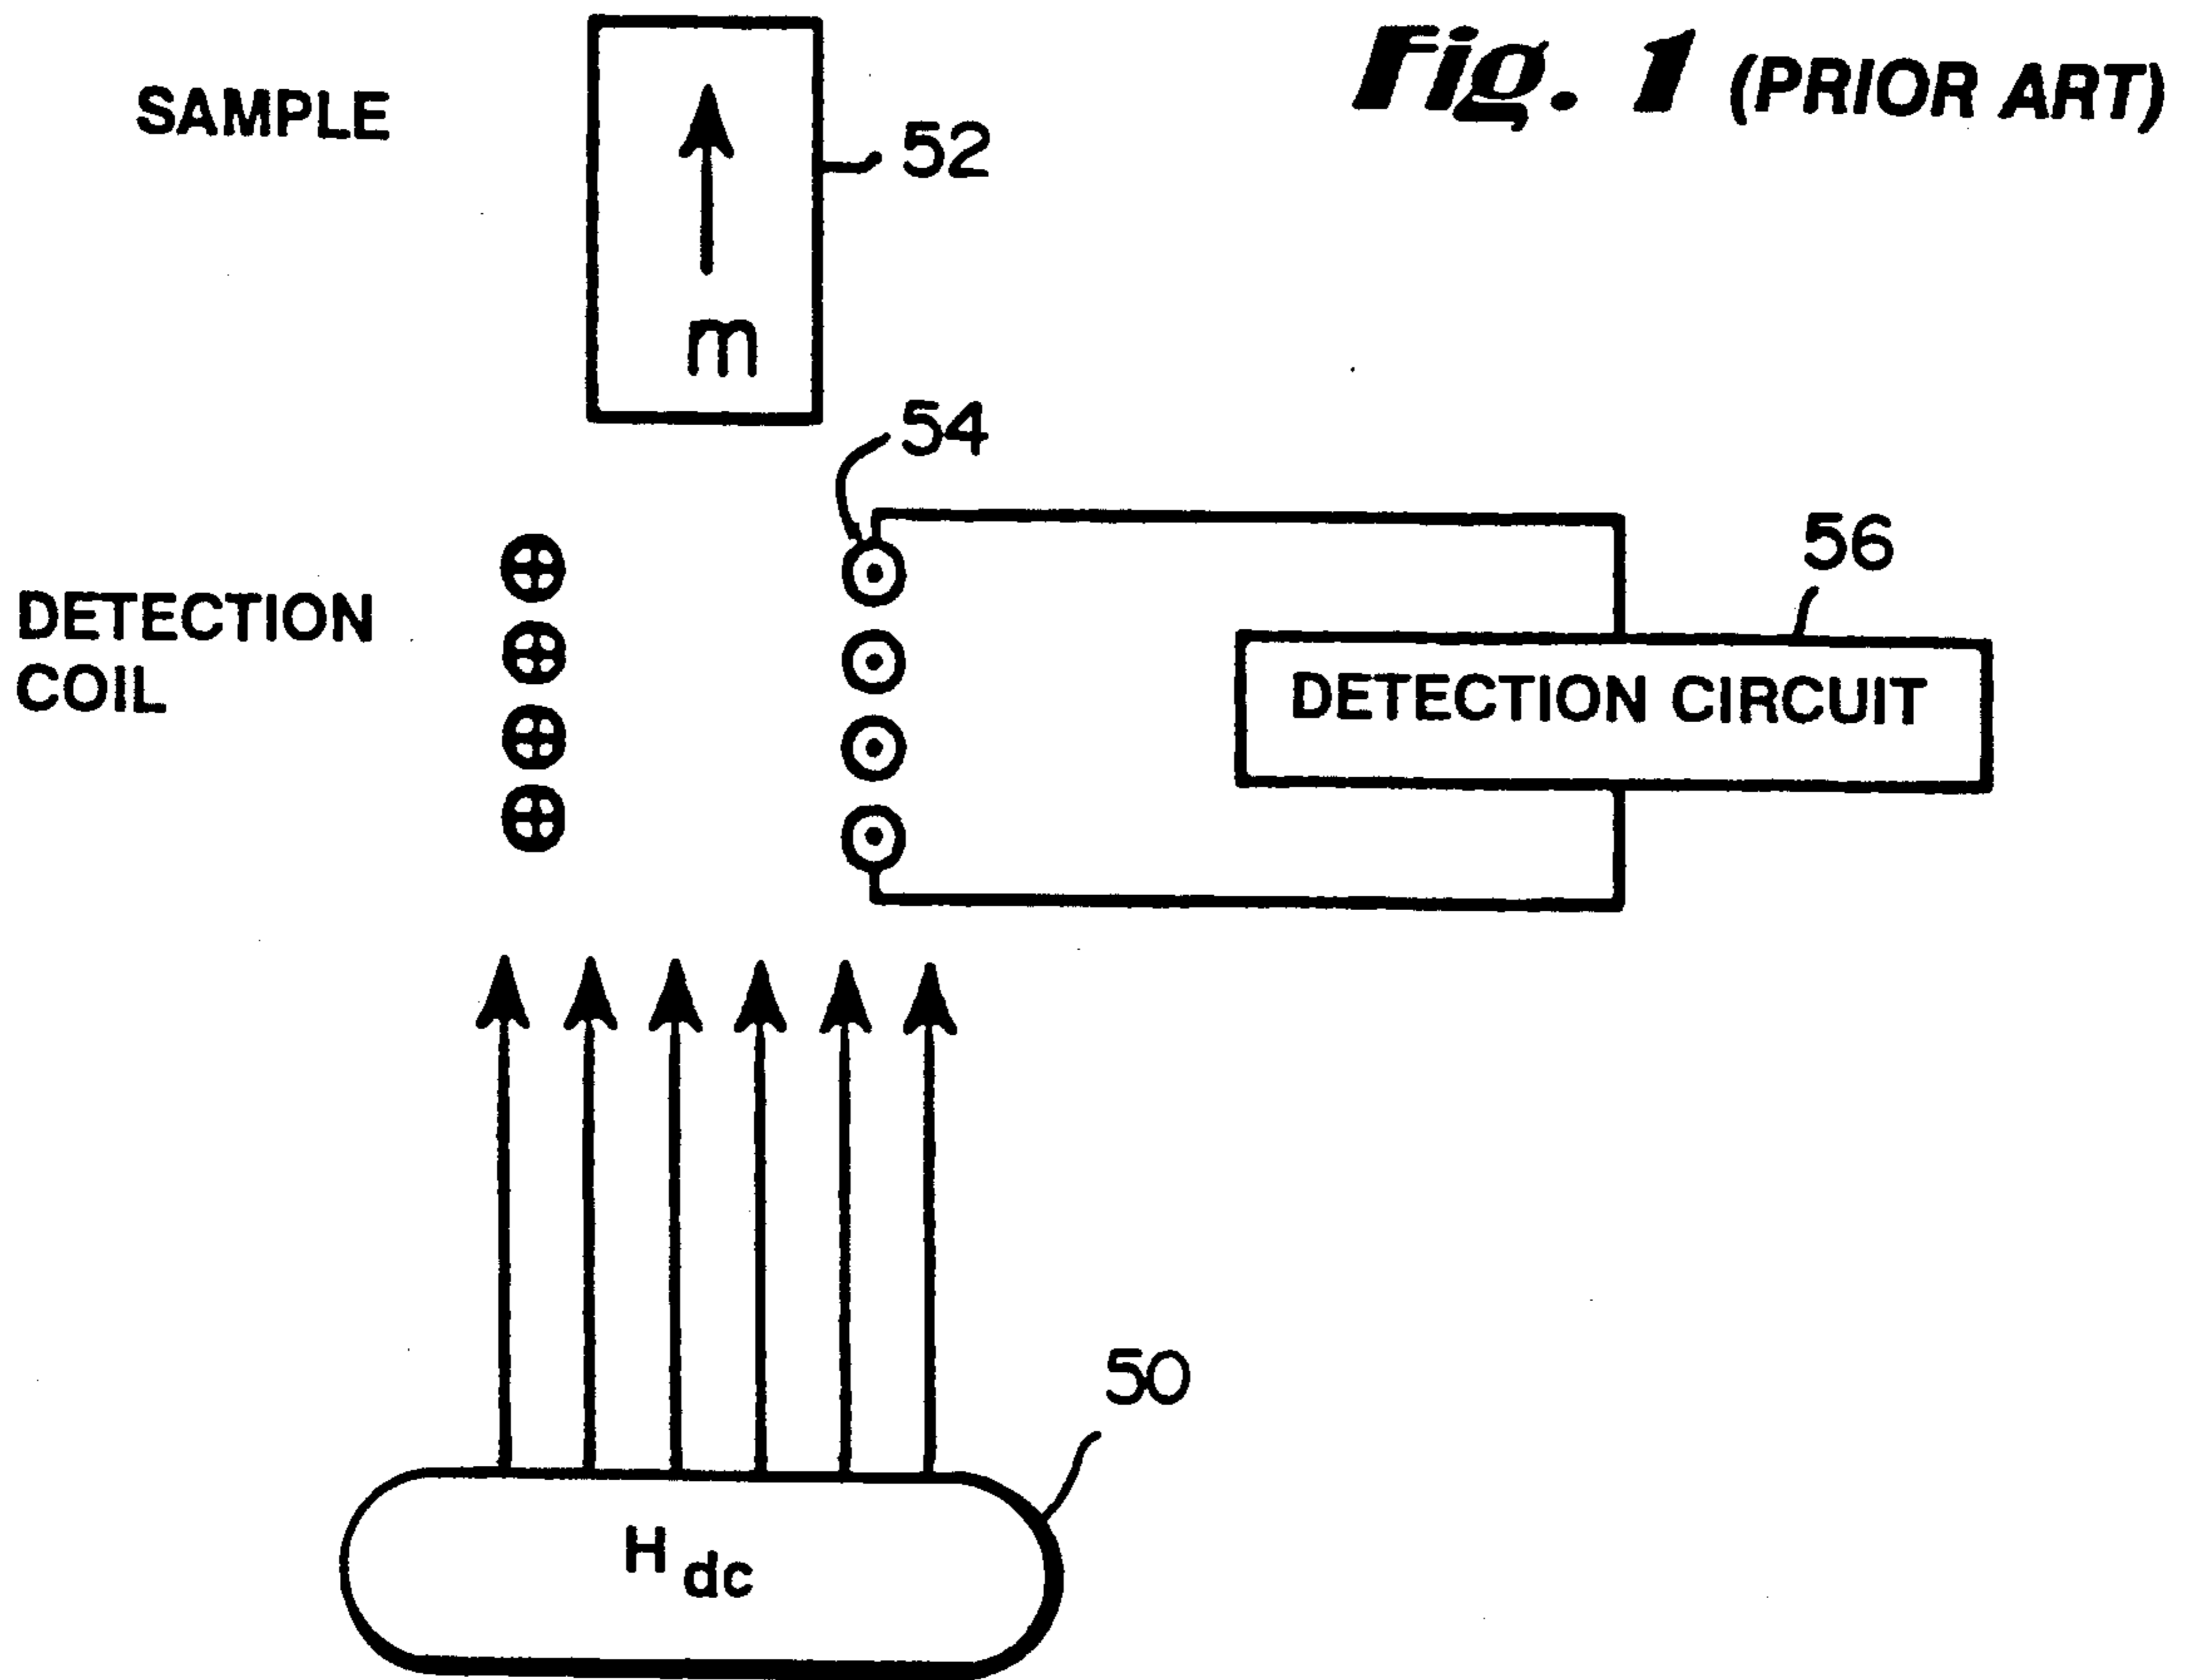 Fig. 1 (PRIOR ART)
SAMPLE
52
m
54
56
DETECTION
COIL
DETECTION CIRCUIT
50
H dc